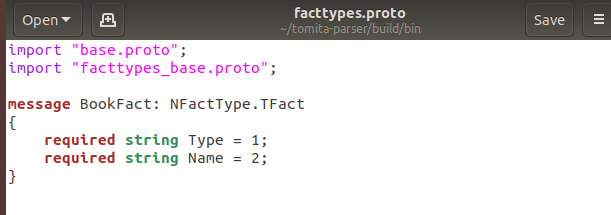 Open
facttypes.proto
~/tomita-parser/build/bin
Save
import "base.proto";
import "facttypes_base.proto";
message BookFact: NFactType.TFact
{
    required string Type = 1;
    required string Name = 2;
}